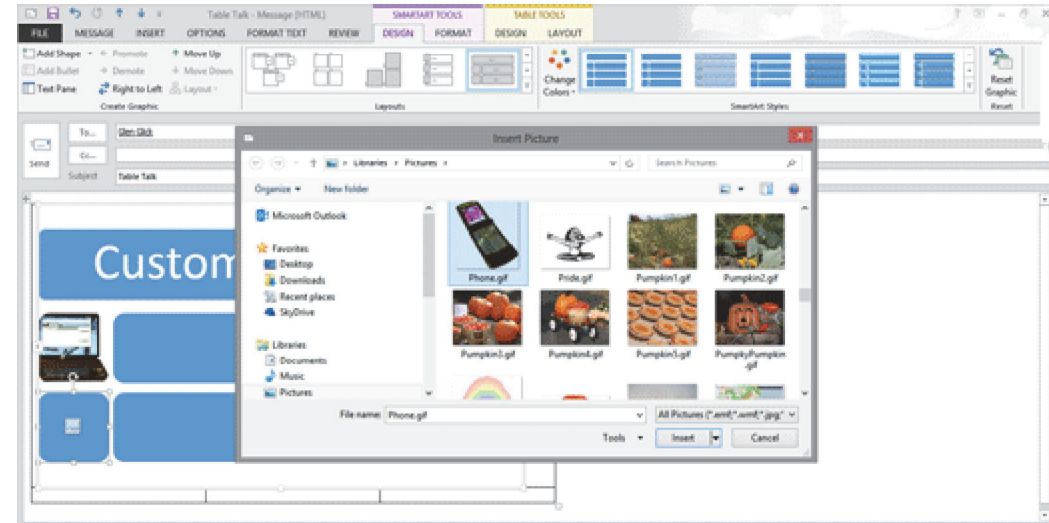 Table Talk - Message (HTML) SMARTART TOOLS TABLE TOOLS
FILE MESSAGE INSERT OPTIONS FORMAT TEXT REVIEW DESIGN FORMAT DESIGN LAYOUT
Add Shape Promote Move Up
Add Bullet Demote Move Down
Text Pane Right to Left Layout
Create Graphic
Layouts
Change
Colors
SmartArt Styles
Reset
Graphic
Reset
To...
Cc...
Send
Subject Table Talk
Custom
Insert Picture
Libraries Pictures
Search Pictures
Organize New folder
Microsoft Outlook
Favorites
Desktop
Downloads
Recent places
SkyDrive
Libraries
Documents
Music
Pictures
Phone.gif Pride.gif Pumpkin1.gif Pumpkin2.gif
Pumpkin3.gif Pumpkin4.gif Pumpkin5.gif PumpkyPumpkin
.gif
File name: Phone.gif All Pictures (*.emf;*.wmf;*.jpg;*
Tools Insert Cancel